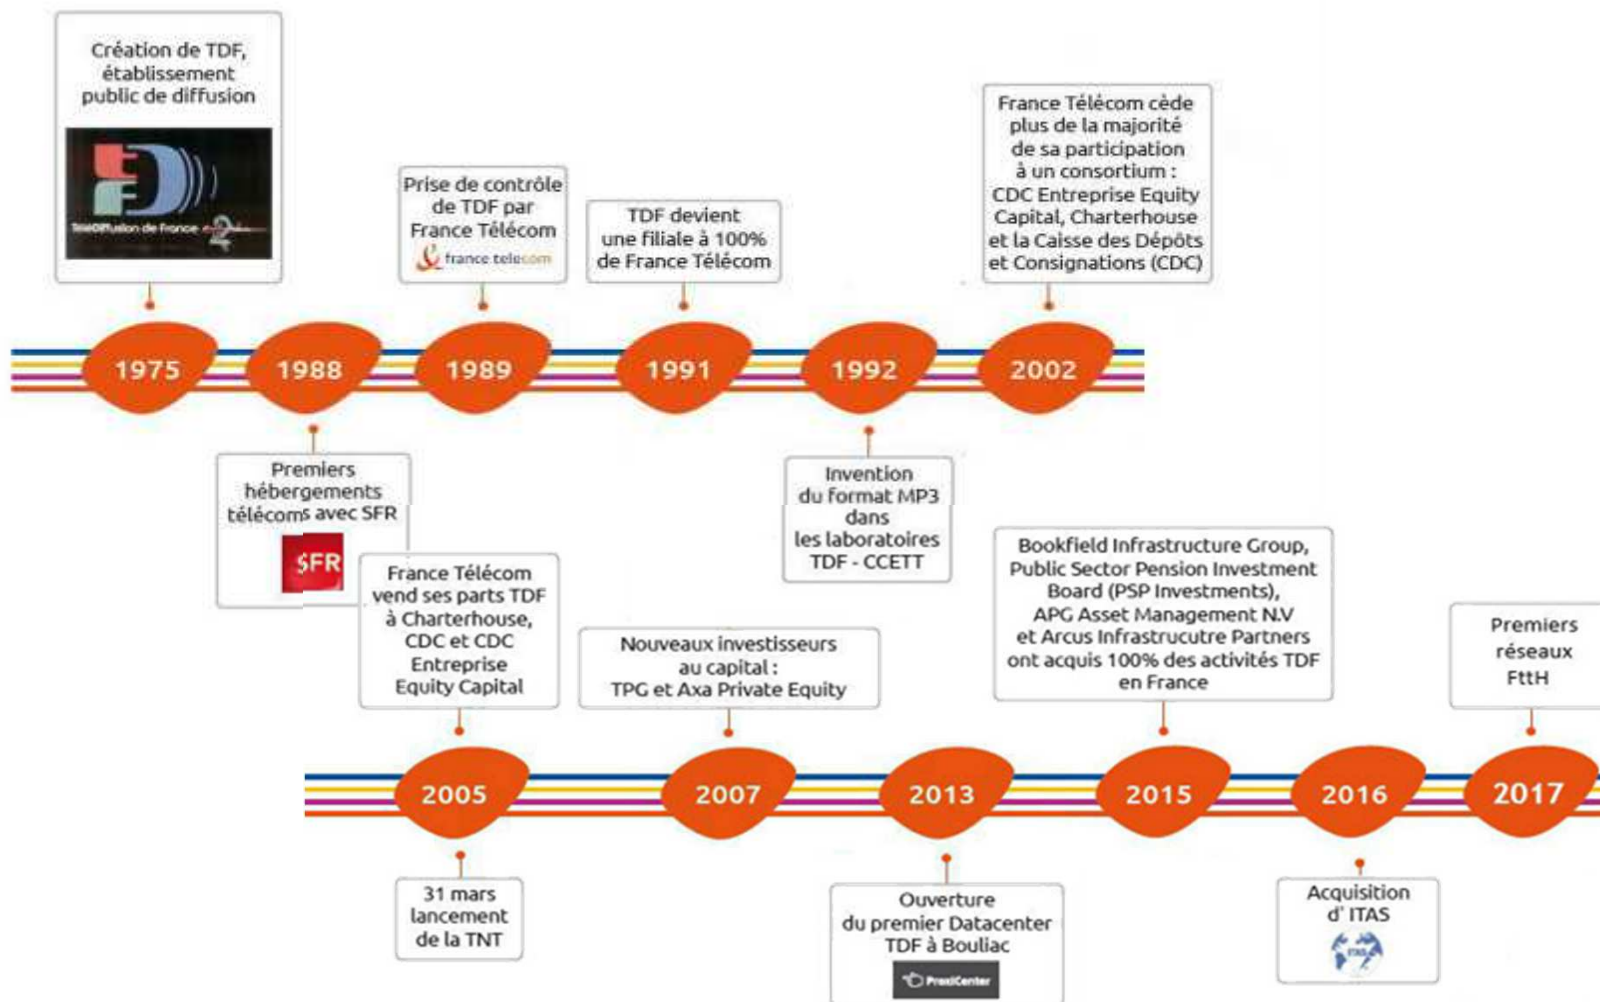 Création de TDF,
établissement
public de diffusion
TéléDiffusion de France
Prise de contrôle
de TDF par
France Télécom
france telecom
TDF devient
une filiale à 100%
de France Télécom
France Télécom cède
plus de la majorité
de sa participation
à un consortium :
CDC Entreprise Equity
Capital, Charterhouse
et la Caisse des Dépôts
et Consignations (CDC)
1975
1988
1989
1991
1992
2002
Premiers
hébergements
télécoms avec SFR
SFR
Invention
du format MP3
dans
les laboratoires
TDF - CCETT
France Télécom
vend ses parts TDF
à Charterhouse,
CDC et CDC
Entreprise
Equity Capital
Nouveaux investisseurs
au capital :
TPG et Axa Private Equity
Bookfield Infrastructure Group,
Public Sector Pension Investment
Board (PSP Investments),
APG Asset Management N.V
et Arcus Infrastrucutre Partners
ont acquis 100% des activités TDF
en France
Premiers
réseaux
FttH
2005
2007
2013
2015
2016
2017
31 mars
lancement
de la TNT
Ouverture
du premier Datacenter
TDF à Bouliac
ProxiCenter
Acquisition
d' ITAS
ITAS